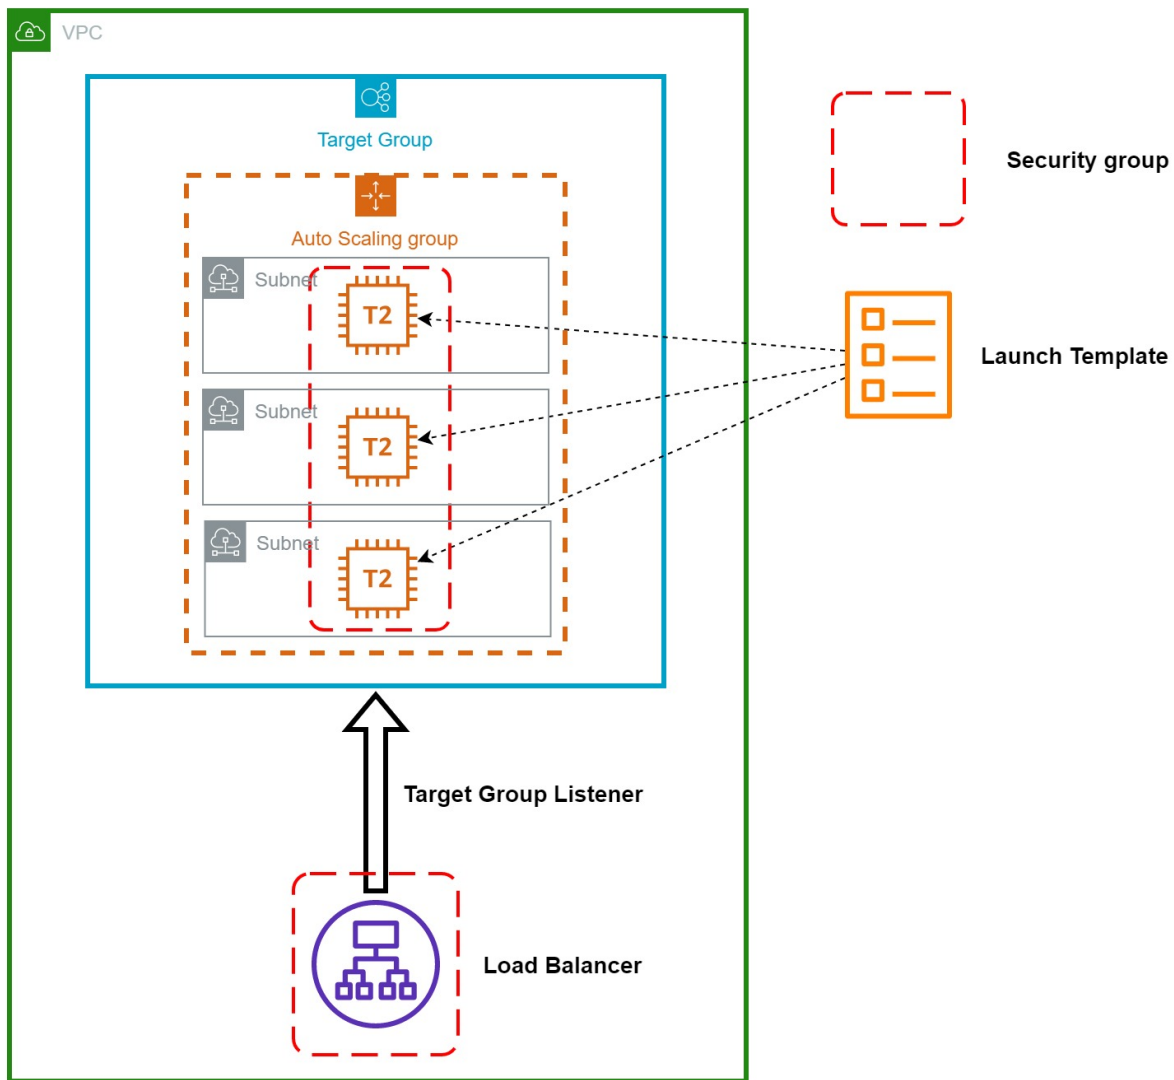 VPC
Target Group
Auto Scaling group
Subnet
T2
Subnet
T2
Subnet
T2
Security group
Launch Template
Target Group Listener
Load Balancer